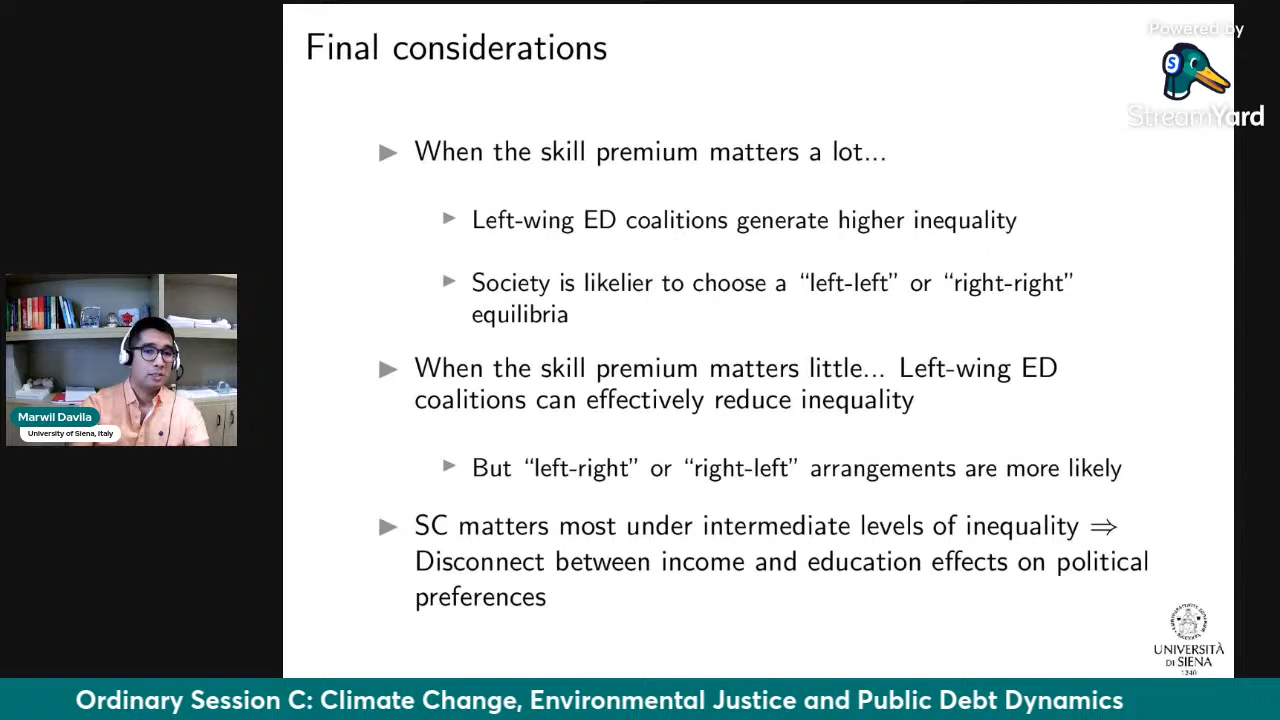 Final considerations
Powered by
S
StreamYard
When the skill premium matters a lot...
Left-wing ED coalitions generate higher inequality
Society is likelier to choose a “left-left” or “right-right”
equilibria
When the skill premium matters little... Left-wing ED
coalitions can effectively reduce inequality
But “left-right” or “right-left” arrangements are more likely
SC matters most under intermediate levels of inequality ⇒
Disconnect between income and education effects on political
preferences
Marwil Davila
University of Siena, Italy
UNIVERSITÀ
DI SIENA
1240
Ordinary Session C: Climate Change, Environmental Justice and Public Debt Dynamics